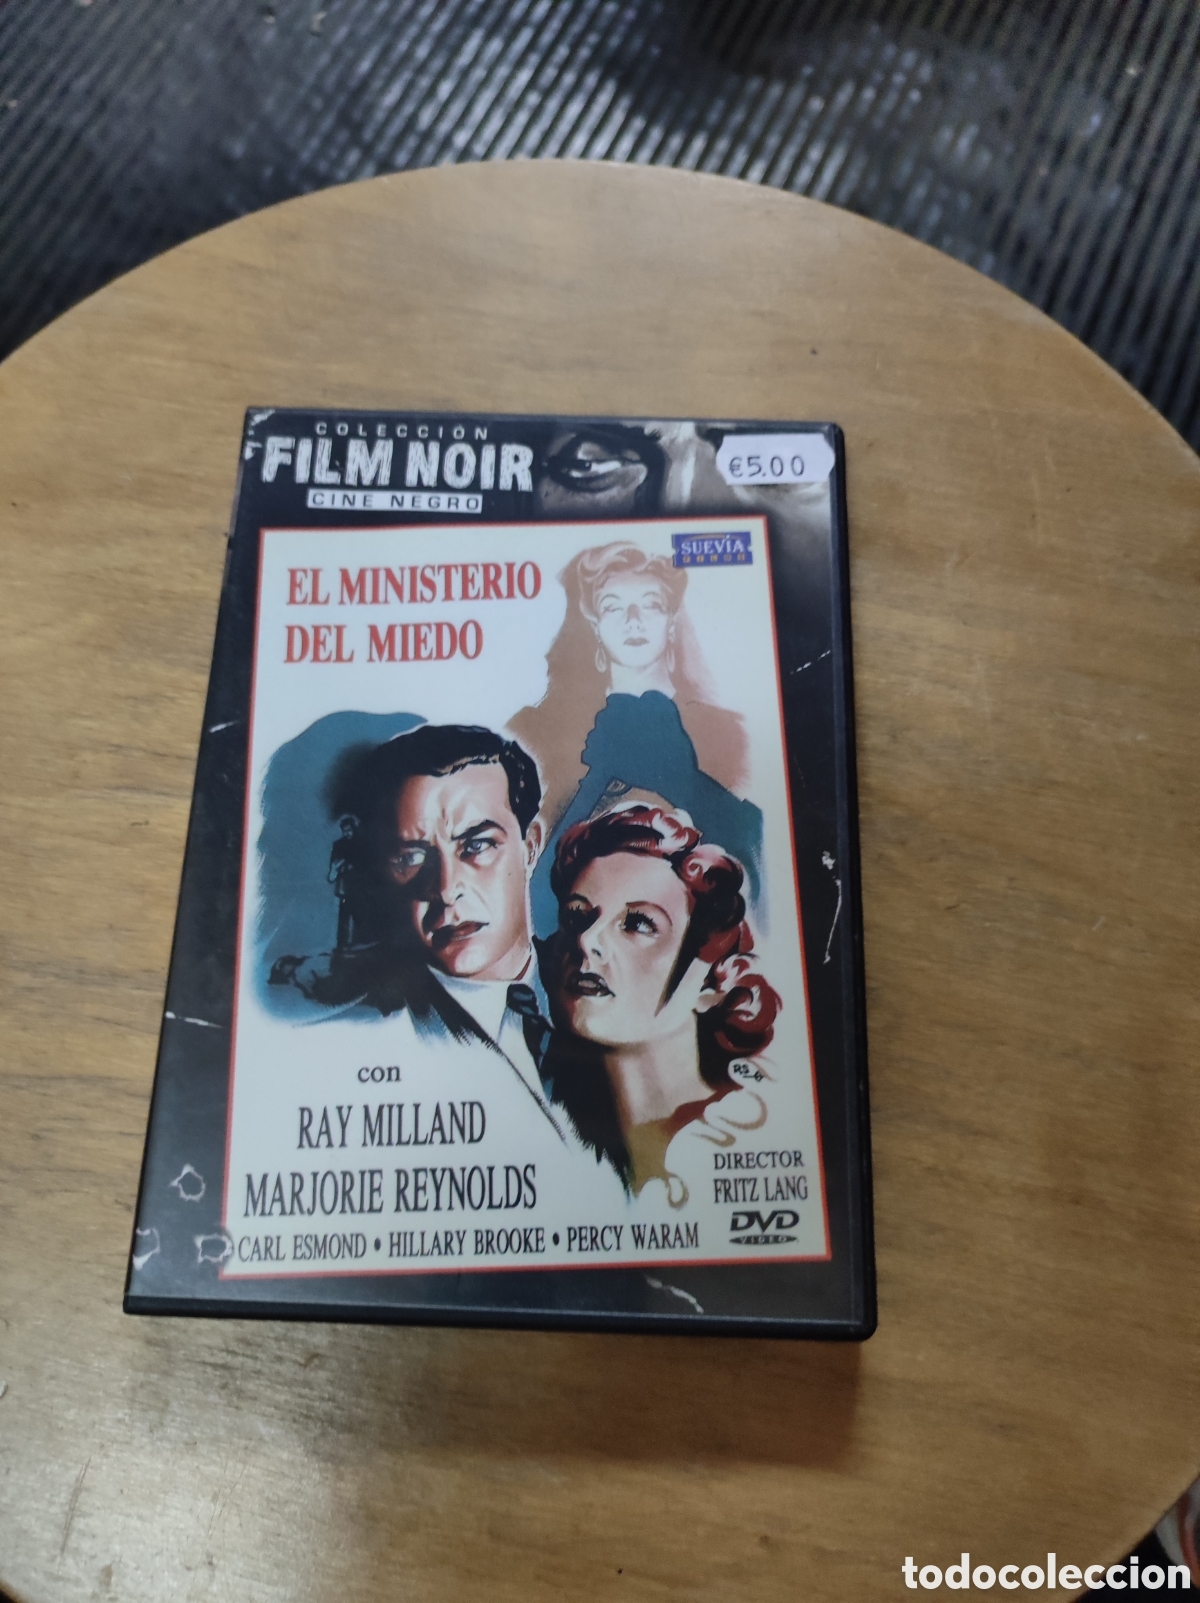 COLECCIÓN
FILM NOIR
CINE NEGRO
€5.00
SUEVIA
EL MINISTERIO
DEL MIEDO
con
RAY MILLAND
MARJORIE REYNOLDS
CARL ESMOND • HILLARY BROOKE • PERCY WARAM
DIRECTOR
FRITZ LANG
DVD
VIDEO
todocoleccion